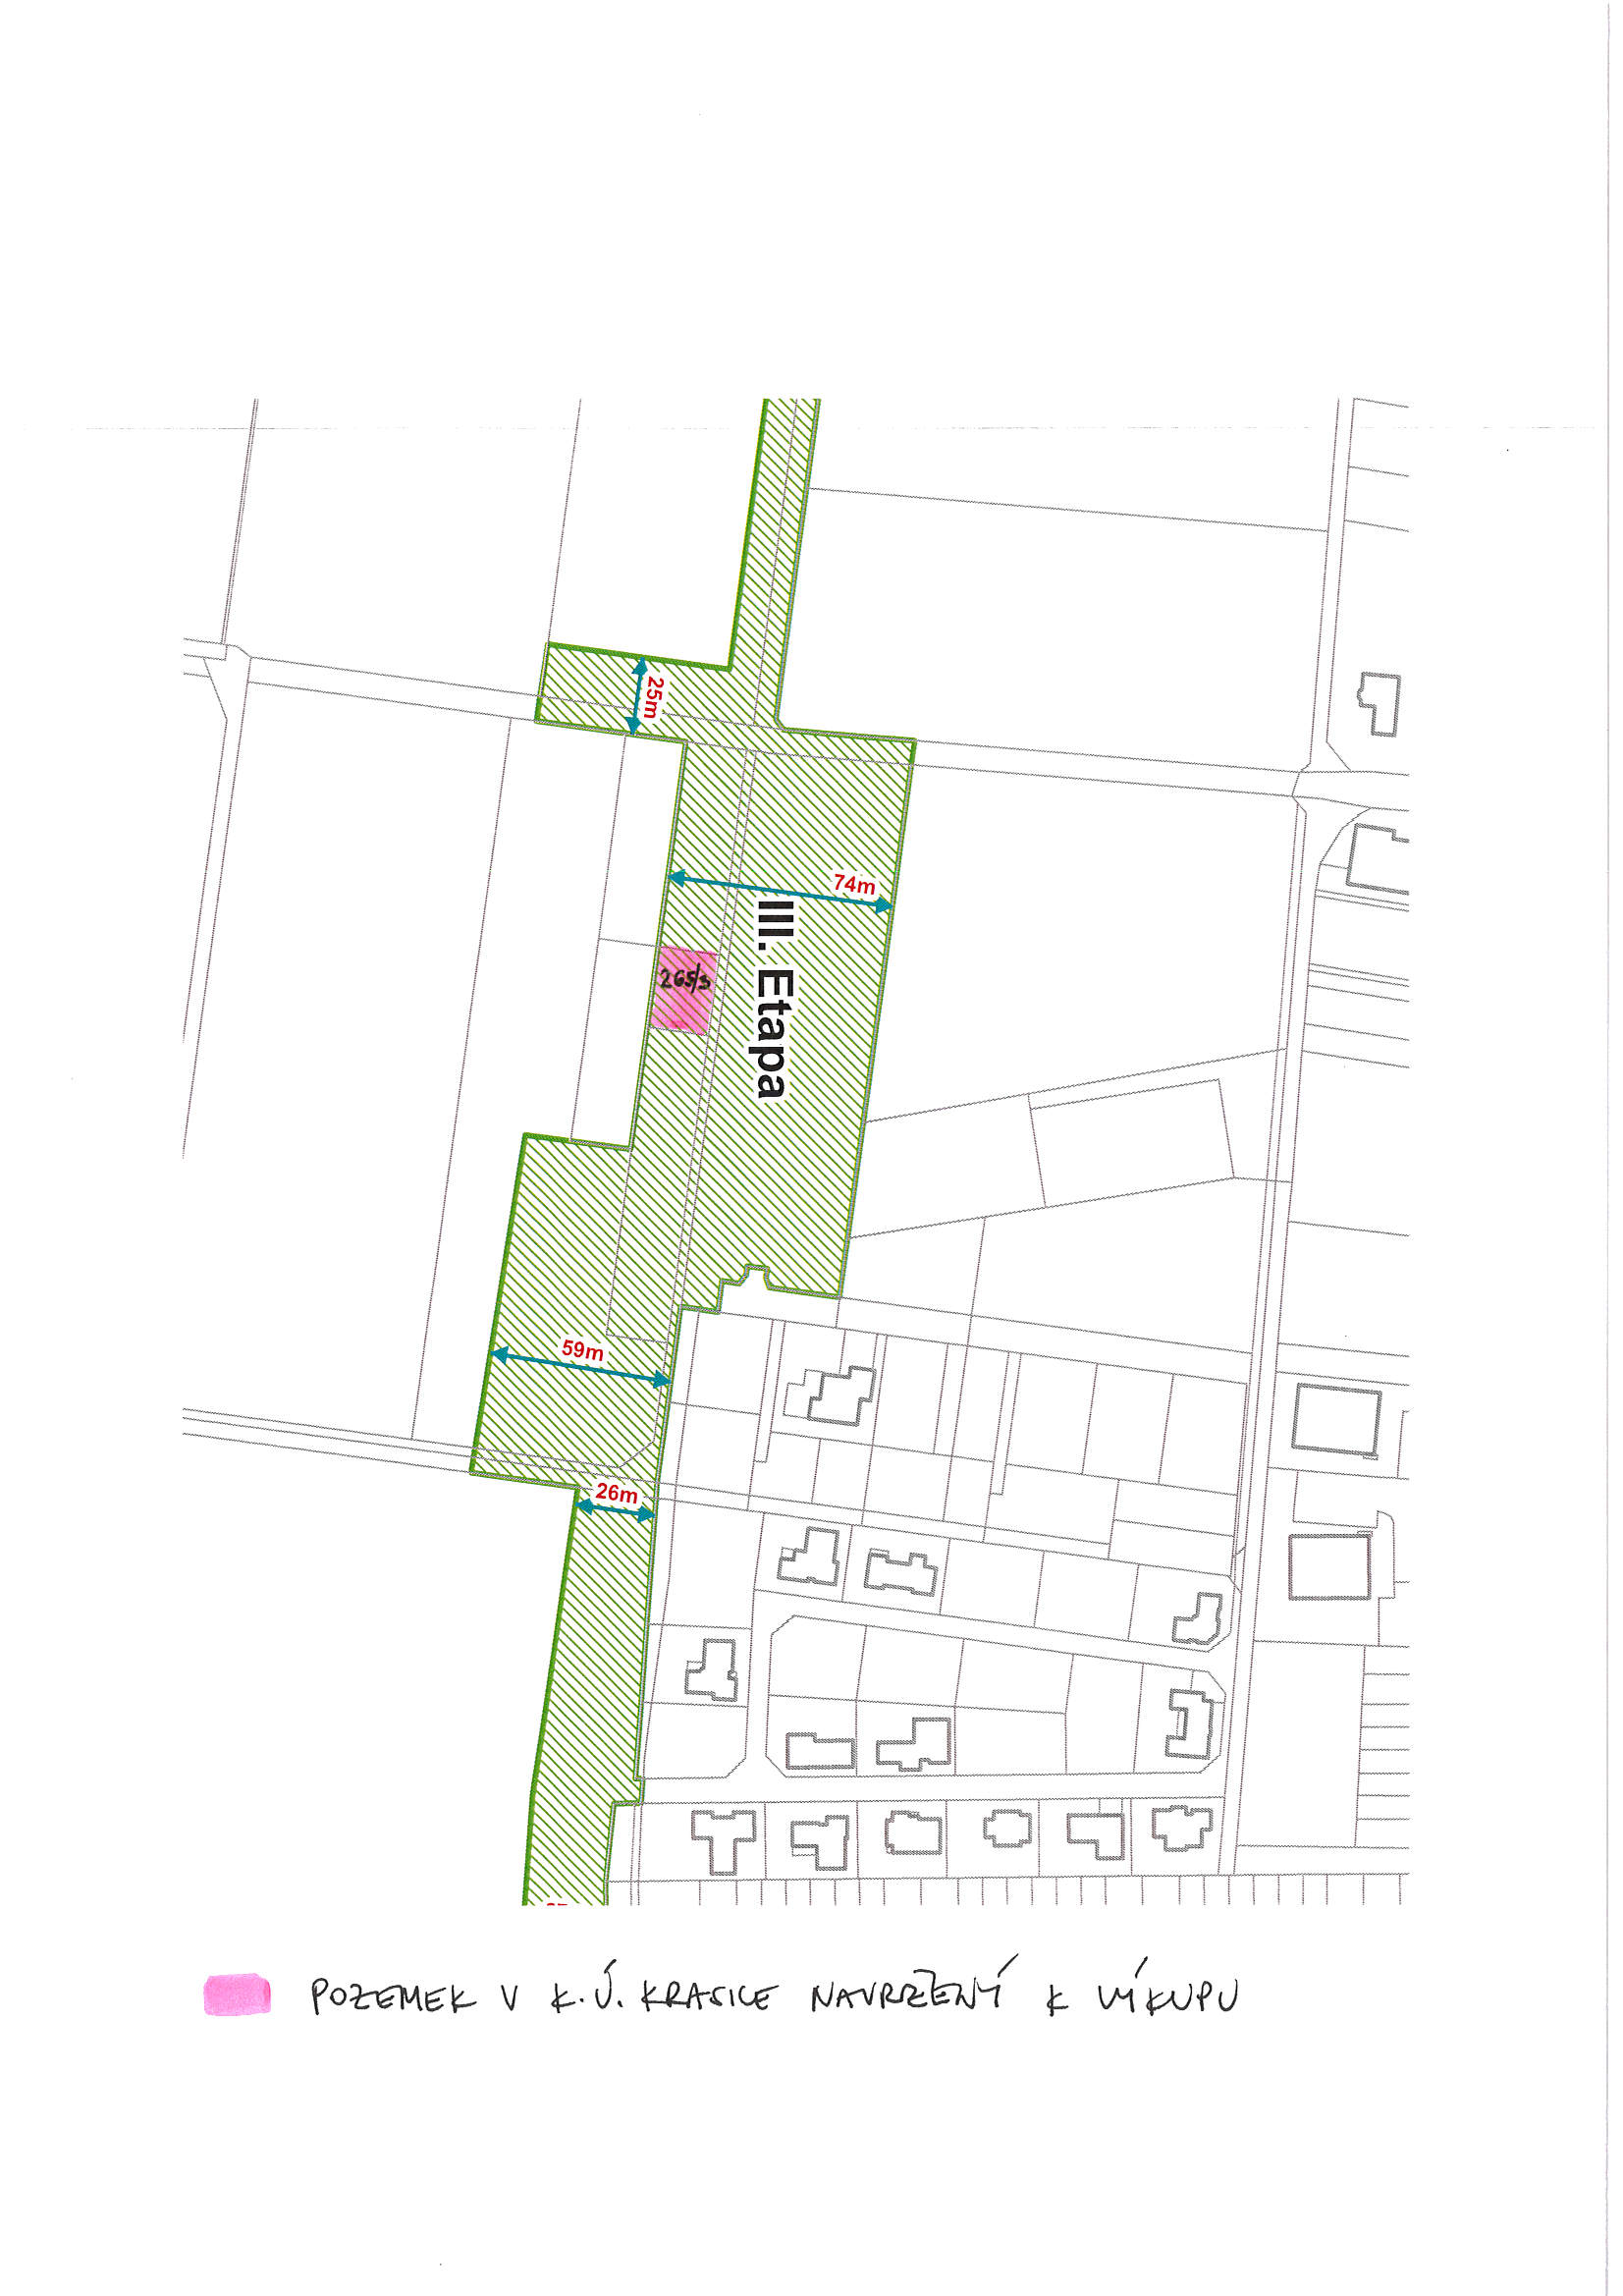 25m
74m
265/3
III. Etapa
59m
26m
POZEMEK V K.Ú. KRASICE NAVRŽENÝ K VÝKUPU